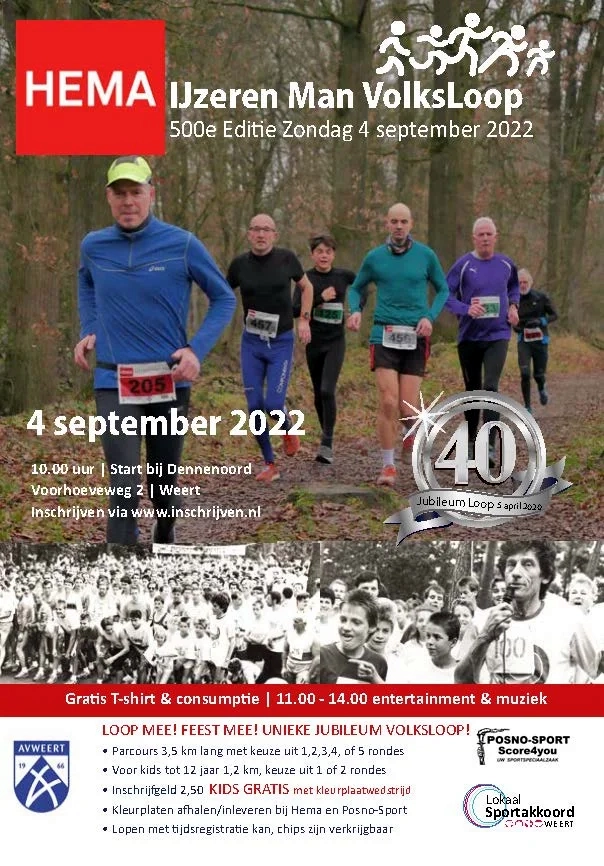 HEMA
IJzeren Man VolksLoop
500e Editie Zondag 4 september 2022
205
457
4 september 2022
10.00 uur | Start bij Dennenoord
Voorhoeveweg 2 | Weert
Inschrijven via www.inschrijven.nl
40
Jubileum Loop 5 april 2020
100
Gratis T-shirt & consumptie | 11.00 - 14.00 entertainment & muziek
LOOP MEE! FEEST MEE! UNIEKE JUBILEUM VOLKSLOOP!
• Parcours 3,5 km lang met keuze uit 1,2,3,4, of 5 rondes
• Voor kids tot 12 jaar 1,2 km, keuze uit 1 of 2 rondes
• Inschrijfgeld 2,50 KIDS GRATIS met kleurplaatwedstrijd
• Kleurplaten afhalen/inleveren bij Hema en Posno-Sport
• Lopen met tijdsregistratie kan, chips zijn verkrijgbaar
AVWEERT
19 66
POSNO-SPORT
Score4you
UW SPORTSPECIAALZAAK
Lokaal
Sportakkoord
WEERT